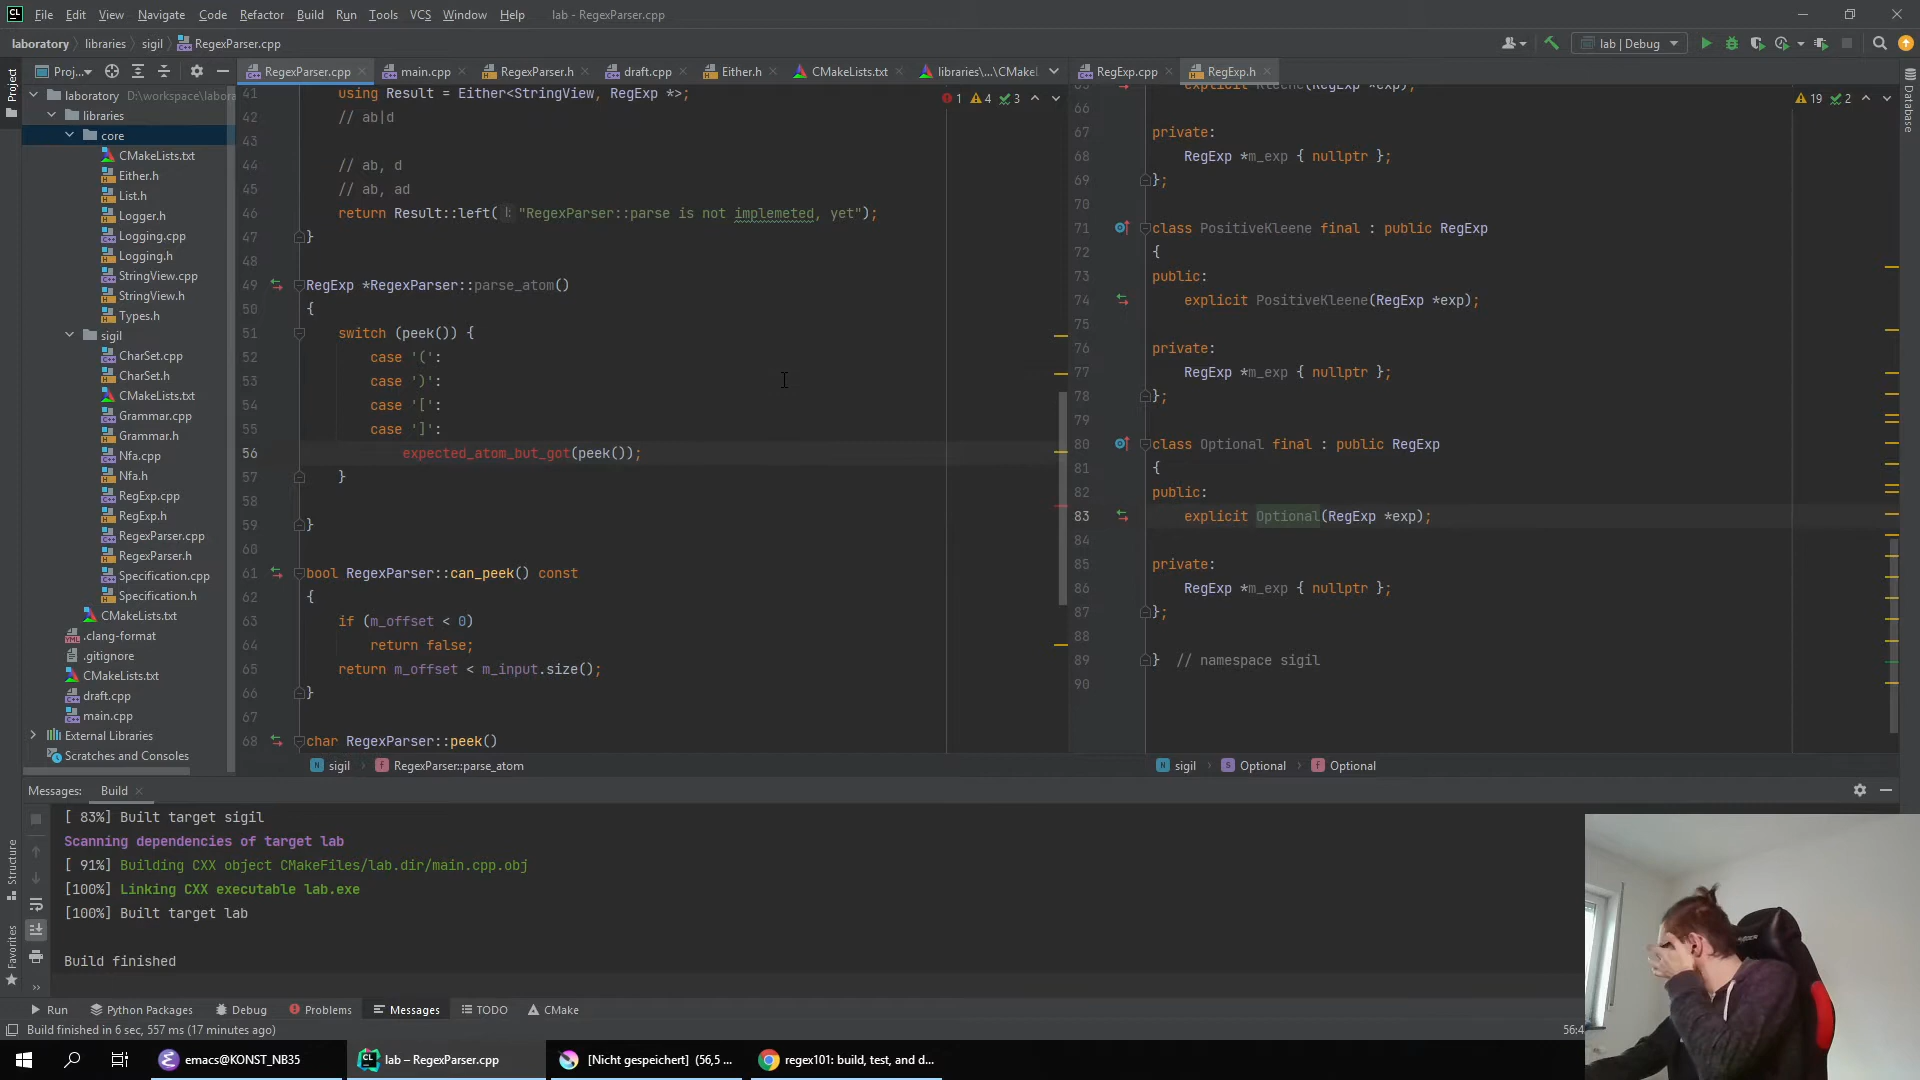 File Edit View Navigate Code Refactor Build Run Tools VCS Window Help lab - RegexParser.cpp
laboratory libraries sigil RegexParser.cpp lab | Debug
Project Proj... RegexParser.cpp main.cpp RegexParser.h draft.cpp Either.h CMakeLists.txt libraries\...\CMakeL RegExp.cpp RegExp.h
Database
laboratory D:\workspace\labora
libraries
core
CMakeLists.txt
Either.h
List.h
Logger.h
Logging.cpp
Logging.h
StringView.cpp
StringView.h
Types.h
sigil
CharSet.cpp
CharSet.h
CMakeLists.txt
Grammar.cpp
Grammar.h
Nfa.cpp
Nfa.h
RegExp.cpp
RegExp.h
RegexParser.cpp
RegexParser.h
Specification.cpp
Specification.h
CMakeLists.txt
.clang-format
.gitignore
CMakeLists.txt
draft.cpp
main.cpp
External Libraries
Scratches and Consoles
1 4 3
41 using Result = Either<StringView, RegExp *>;
42 // ab|d
43
44 // ab, d
45 // ab, ad
46 return Result::left( l: "RegexParser::parse is not implemeted, yet");
47 }
48
49 RegExp *RegexParser::parse_atom()
50 {
51 switch (peek()) {
52 case '(':
53 case ')':
54 case '[':
55 case ']':
56 expected_atom_but_got(peek());
57 }
58
59 }
60
61 bool RegexParser::can_peek() const
62 {
63 if (m_offset < 0)
64 return false;
65 return m_offset < m_input.size();
66 }
67
68 char RegexParser::peek()
sigil RegexParser::parse_atom
19 2
65 explicit Kleene(RegExp *exp);
66
67 private:
68 RegExp *m_exp { nullptr };
69 };
70
71 class PositiveKleene final : public RegExp
72 {
73 public:
74 explicit PositiveKleene(RegExp *exp);
75
76 private:
77 RegExp *m_exp { nullptr };
78 };
79
80 class Optional final : public RegExp
81 {
82 public:
83 explicit Optional(RegExp *exp);
84
85 private:
86 RegExp *m_exp { nullptr };
87 };
88
89 } // namespace sigil
90
sigil Optional Optional
Messages: Build
[ 83%] Built target sigil
Scanning dependencies of target lab
[ 91%] Building CXX object CMakeFiles/lab.dir/main.cpp.obj
[100%] Linking CXX executable lab.exe
[100%] Built target lab
Build finished
Structure
Favorites
Run Python Packages Debug Problems Messages TODO CMake
Build finished in 6 sec, 557 ms (17 minutes ago) 56:4
emacs@KONST_NB35 lab – RegexParser.cpp [Nicht gespeichert] (56,5 ... regex101: build, test, and d...